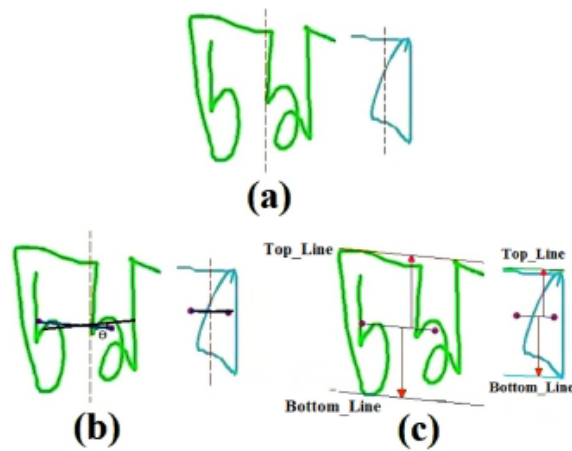 (a)
Top_Line
Top_Line
θ
Bottom_Line
Bottom_Line
(b)
(c)